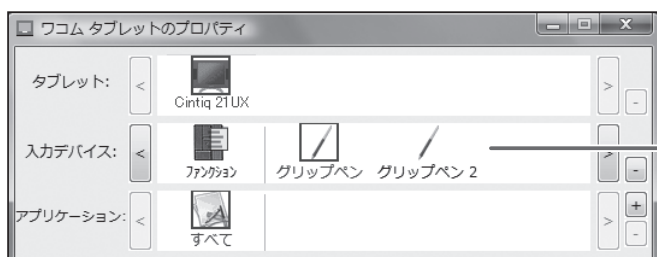 ワコム タブレットのプロパティ
タブレット:
Cintiq 21UX
入力デバイス:
ファンクション
グリップペン
グリップペン 2
アプリケーション:
すべて